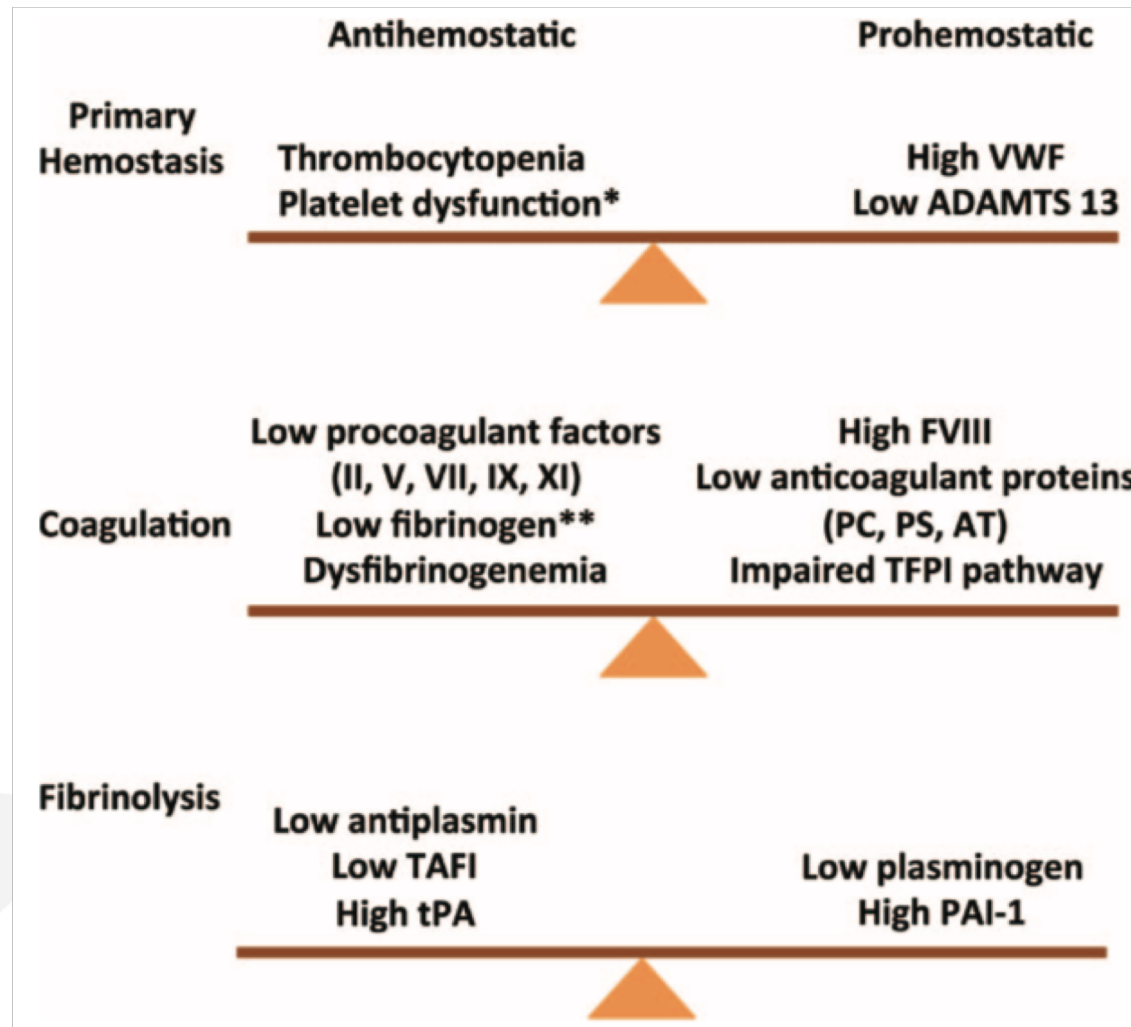 Antihemostatic
Prohemostatic
Primary
Hemostasis
Thrombocytopenia
Platelet dysfunction*
High VWF
Low ADAMTS 13
Coagulation
Low procoagulant factors
(II, V, VII, IX, XI)
Low fibrinogen**
Dysfibrinogenemia
High FVIII
Low anticoagulant proteins
(PC, PS, AT)
Impaired TFPI pathway
Fibrinolysis
Low antiplasmin
Low TAFI
High tPA
Low plasminogen
High PAI-1